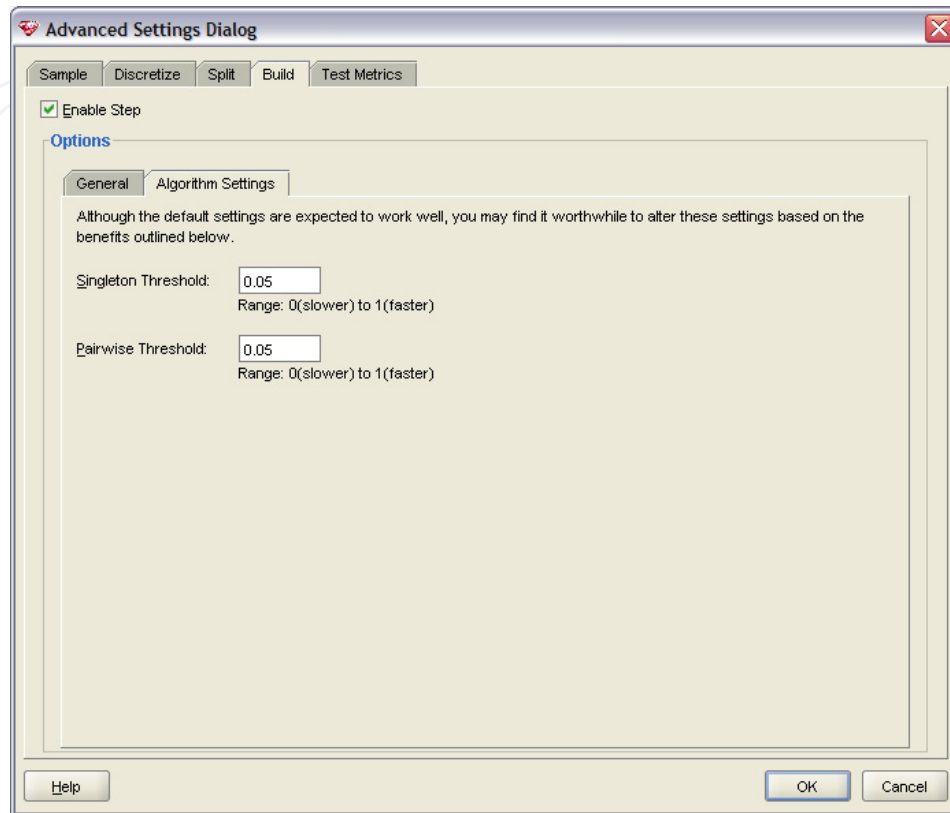 Advanced Settings Dialog
Sample Discretize Split Build Test Metrics
Enable Step
Options
General Algorithm Settings
Although the default settings are expected to work well, you may find it worthwhile to alter these settings based on the
benefits outlined below.
Singleton Threshold: 0.05
Range: 0(slower) to 1(faster)
Pairwise Threshold: 0.05
Range: 0(slower) to 1(faster)
Help OK Cancel